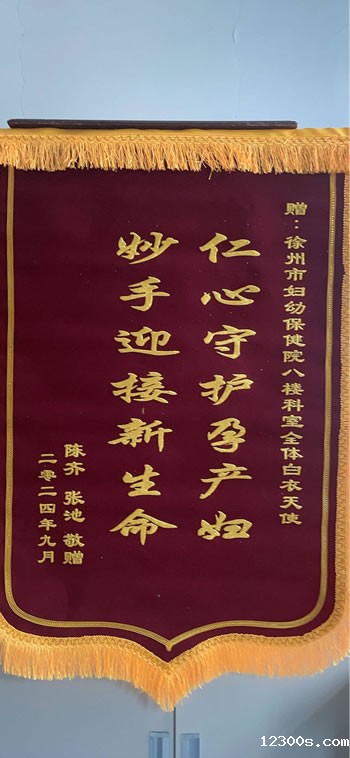 赠：徐州市妇幼保健院八楼科室全体白衣天使
仁心守护孕产妇
妙手迎接新生命
陈齐 张池 敬赠
二零二四年九月
12300s.com